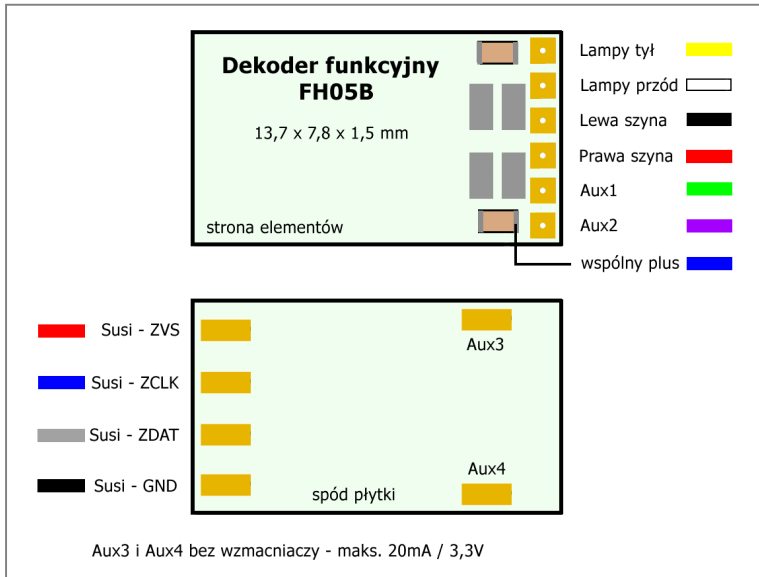 Dekoder funkcyjny
FH05B
13,7 x 7,8 x 1,5 mm
strona elementów
Lampy tył
Lampy przód
Lewa szyna
Prawa szyna
Aux1
Aux2
wspólny plus
Susi - ZVS
Susi - ZCLK
Susi - ZDAT
Susi - GND
Aux3
Aux4
spód płytki
Aux3 i Aux4 bez wzmacniaczy - maks. 20mA / 3,3V